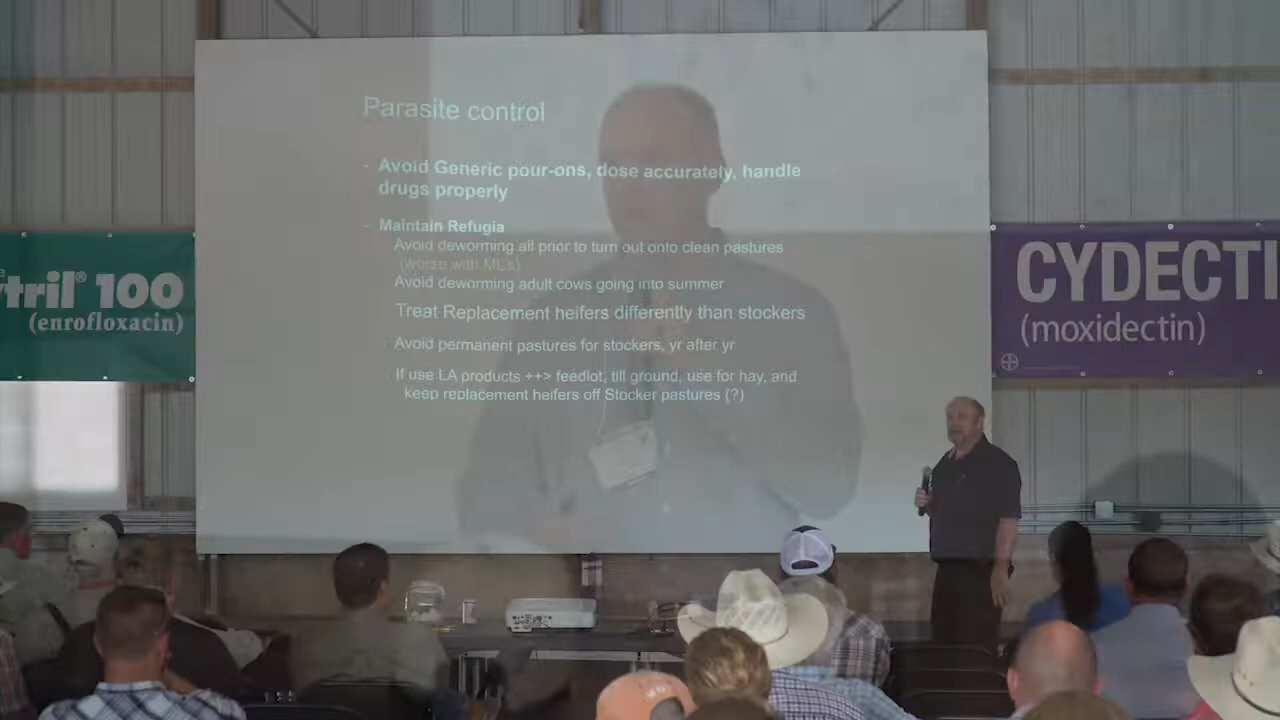 Parasite control
- Avoid Generic pour-ons, dose accurately, handle
drugs properly
- Maintain Refugia
Avoid deworming all prior to turn out onto clean pastures
(worse with ML's)
Avoid deworming adult cows going into summer
Treat Replacement heifers differently than stockers
Avoid permanent pastures for stockers, yr after yr
If use LA products ++> feedlot, till ground, use for hay, and
keep replacement heifers off Stocker pastures (?)
tril® 100
(enrofloxacin)
CYDECTI
(moxidectin)